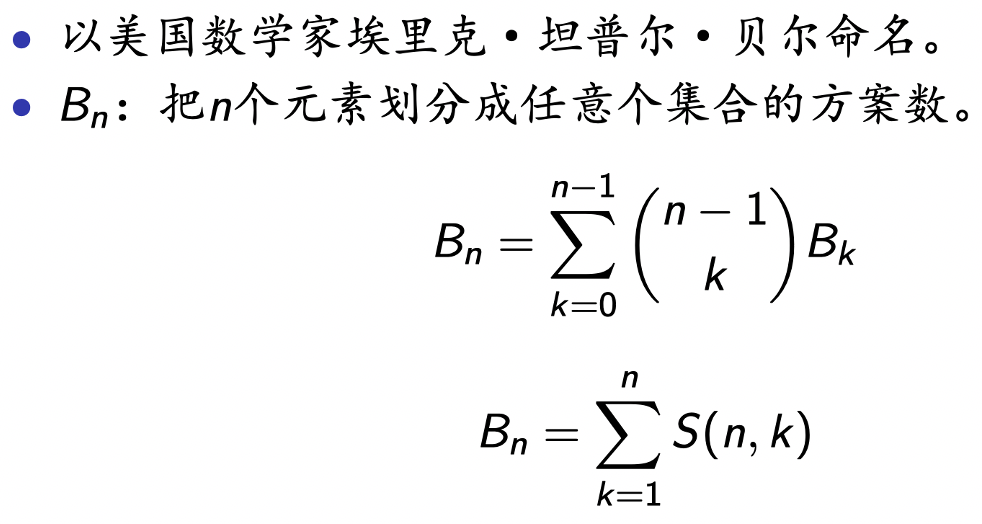 • 以美国数学家埃里克·坦普尔·贝尔命名。
• Bₙ：把n个元素划分成任意个集合的方案数。
$B_n = \sum_{k=0}^{n-1} \binom{n-1}{k} B_k$
$B_n = \sum_{k=1}^{n} S(n, k)$